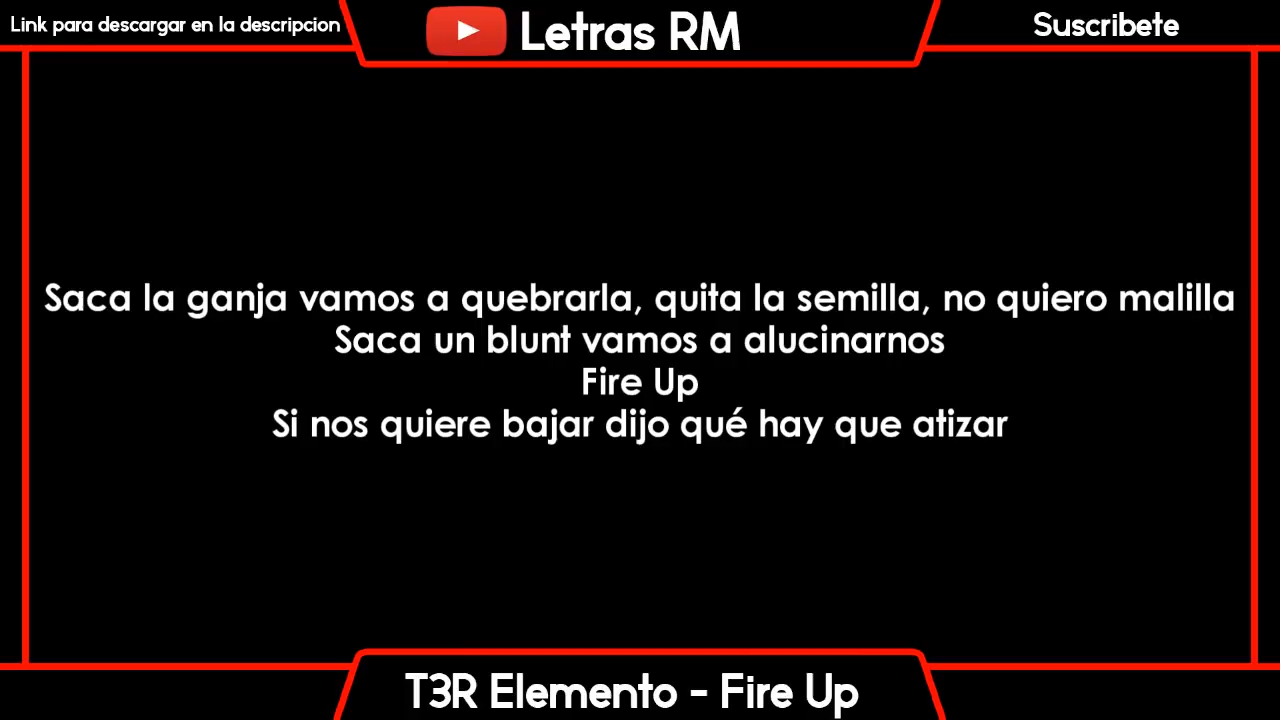 Link para descargar en la descripcion
Letras RM
Suscribete
Saca la ganja vamos a quebrarla, quita la semilla, no quiero malilla
Saca un blunt vamos a alucinarnos
Fire Up
Si nos quiere bajar dijo qué hay que atizar
T3R Elemento - Fire Up